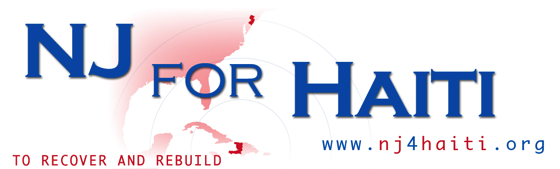 NJ FOR HAITI
www.nj4haiti.org
TO RECOVER AND REBUILD